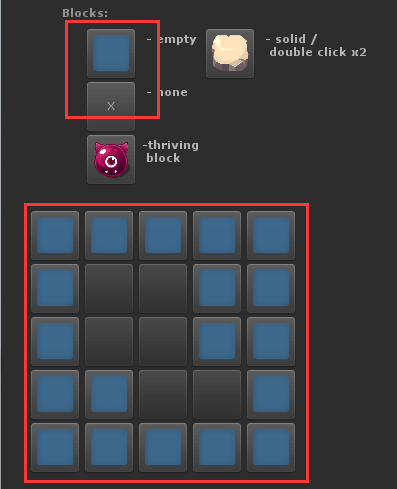 Blocks:
- empty
- solid /
double click x2
x
- none
-thriving
block